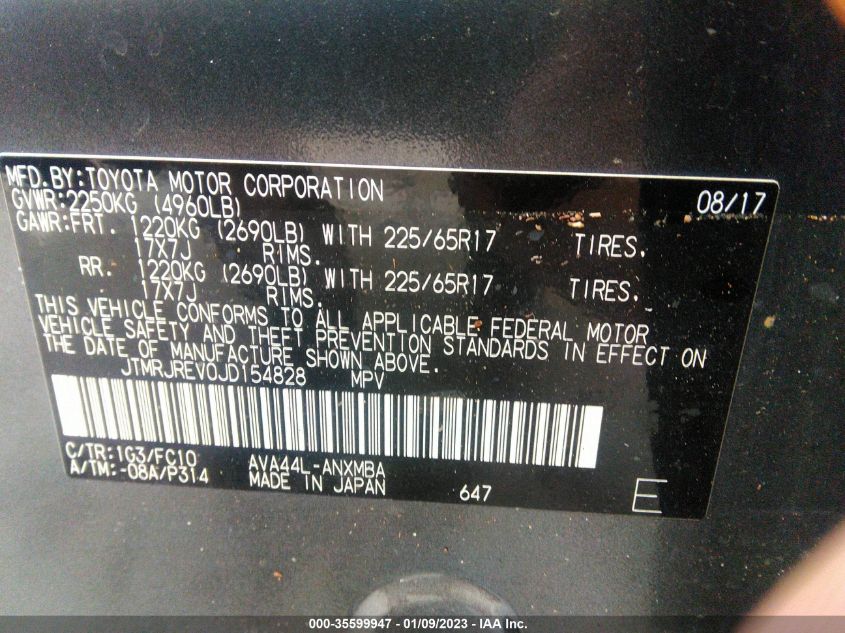 MFD.BY:TOYOTA MOTOR CORPORATION 08/17
GVWR:2250KG (4960LB)
GAWR:FRT. 1220KG (2690LB) WITH 225/65R17 TIRES.
17X7J RIMS.
RR. 1220KG (2690LB) WITH 225/65R17 TIRES.
17X7J RIMS.
THIS VEHICLE CONFORMS TO ALL APPLICABLE FEDERAL MOTOR
VEHICLE SAFETY AND THEFT PREVENTION STANDARDS IN EFFECT ON
THE DATE OF MANUFACTURE SHOWN ABOVE.
JTMRJREV0JD154828 MPV
C/TR:1G3/FC10 AVA44L-ANXMBA
A/TM:-08A/P314 MADE IN JAPAN 647 E
000-35599947 — 01/09/2023 — IAA Inc.